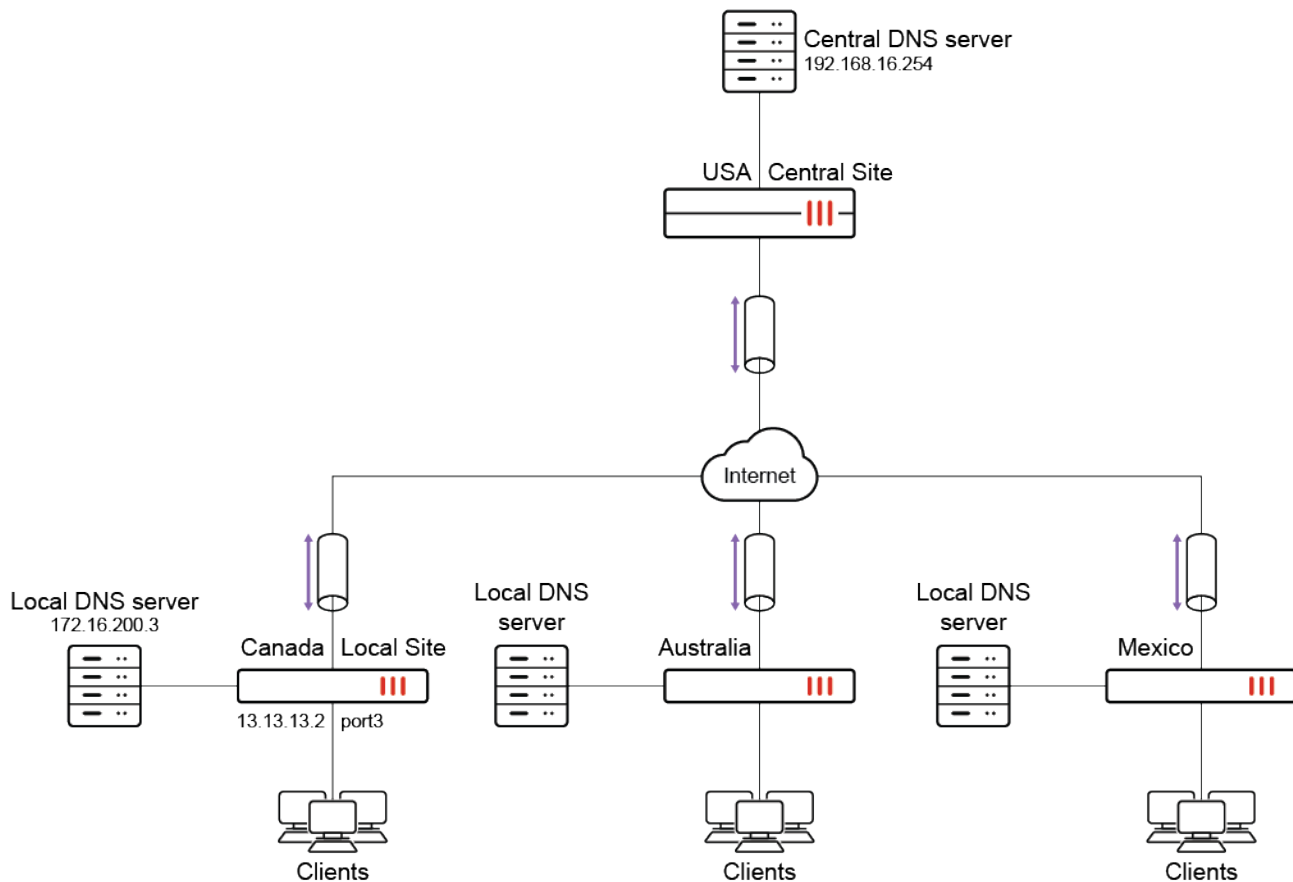 Central DNS server
192.168.16.254
USA Central Site
Internet
Local DNS server
172.16.200.3
Canada Local Site
13.13.13.2 port3
Clients
Local DNS
server
Australia
Clients
Local DNS
server
Mexico
Clients